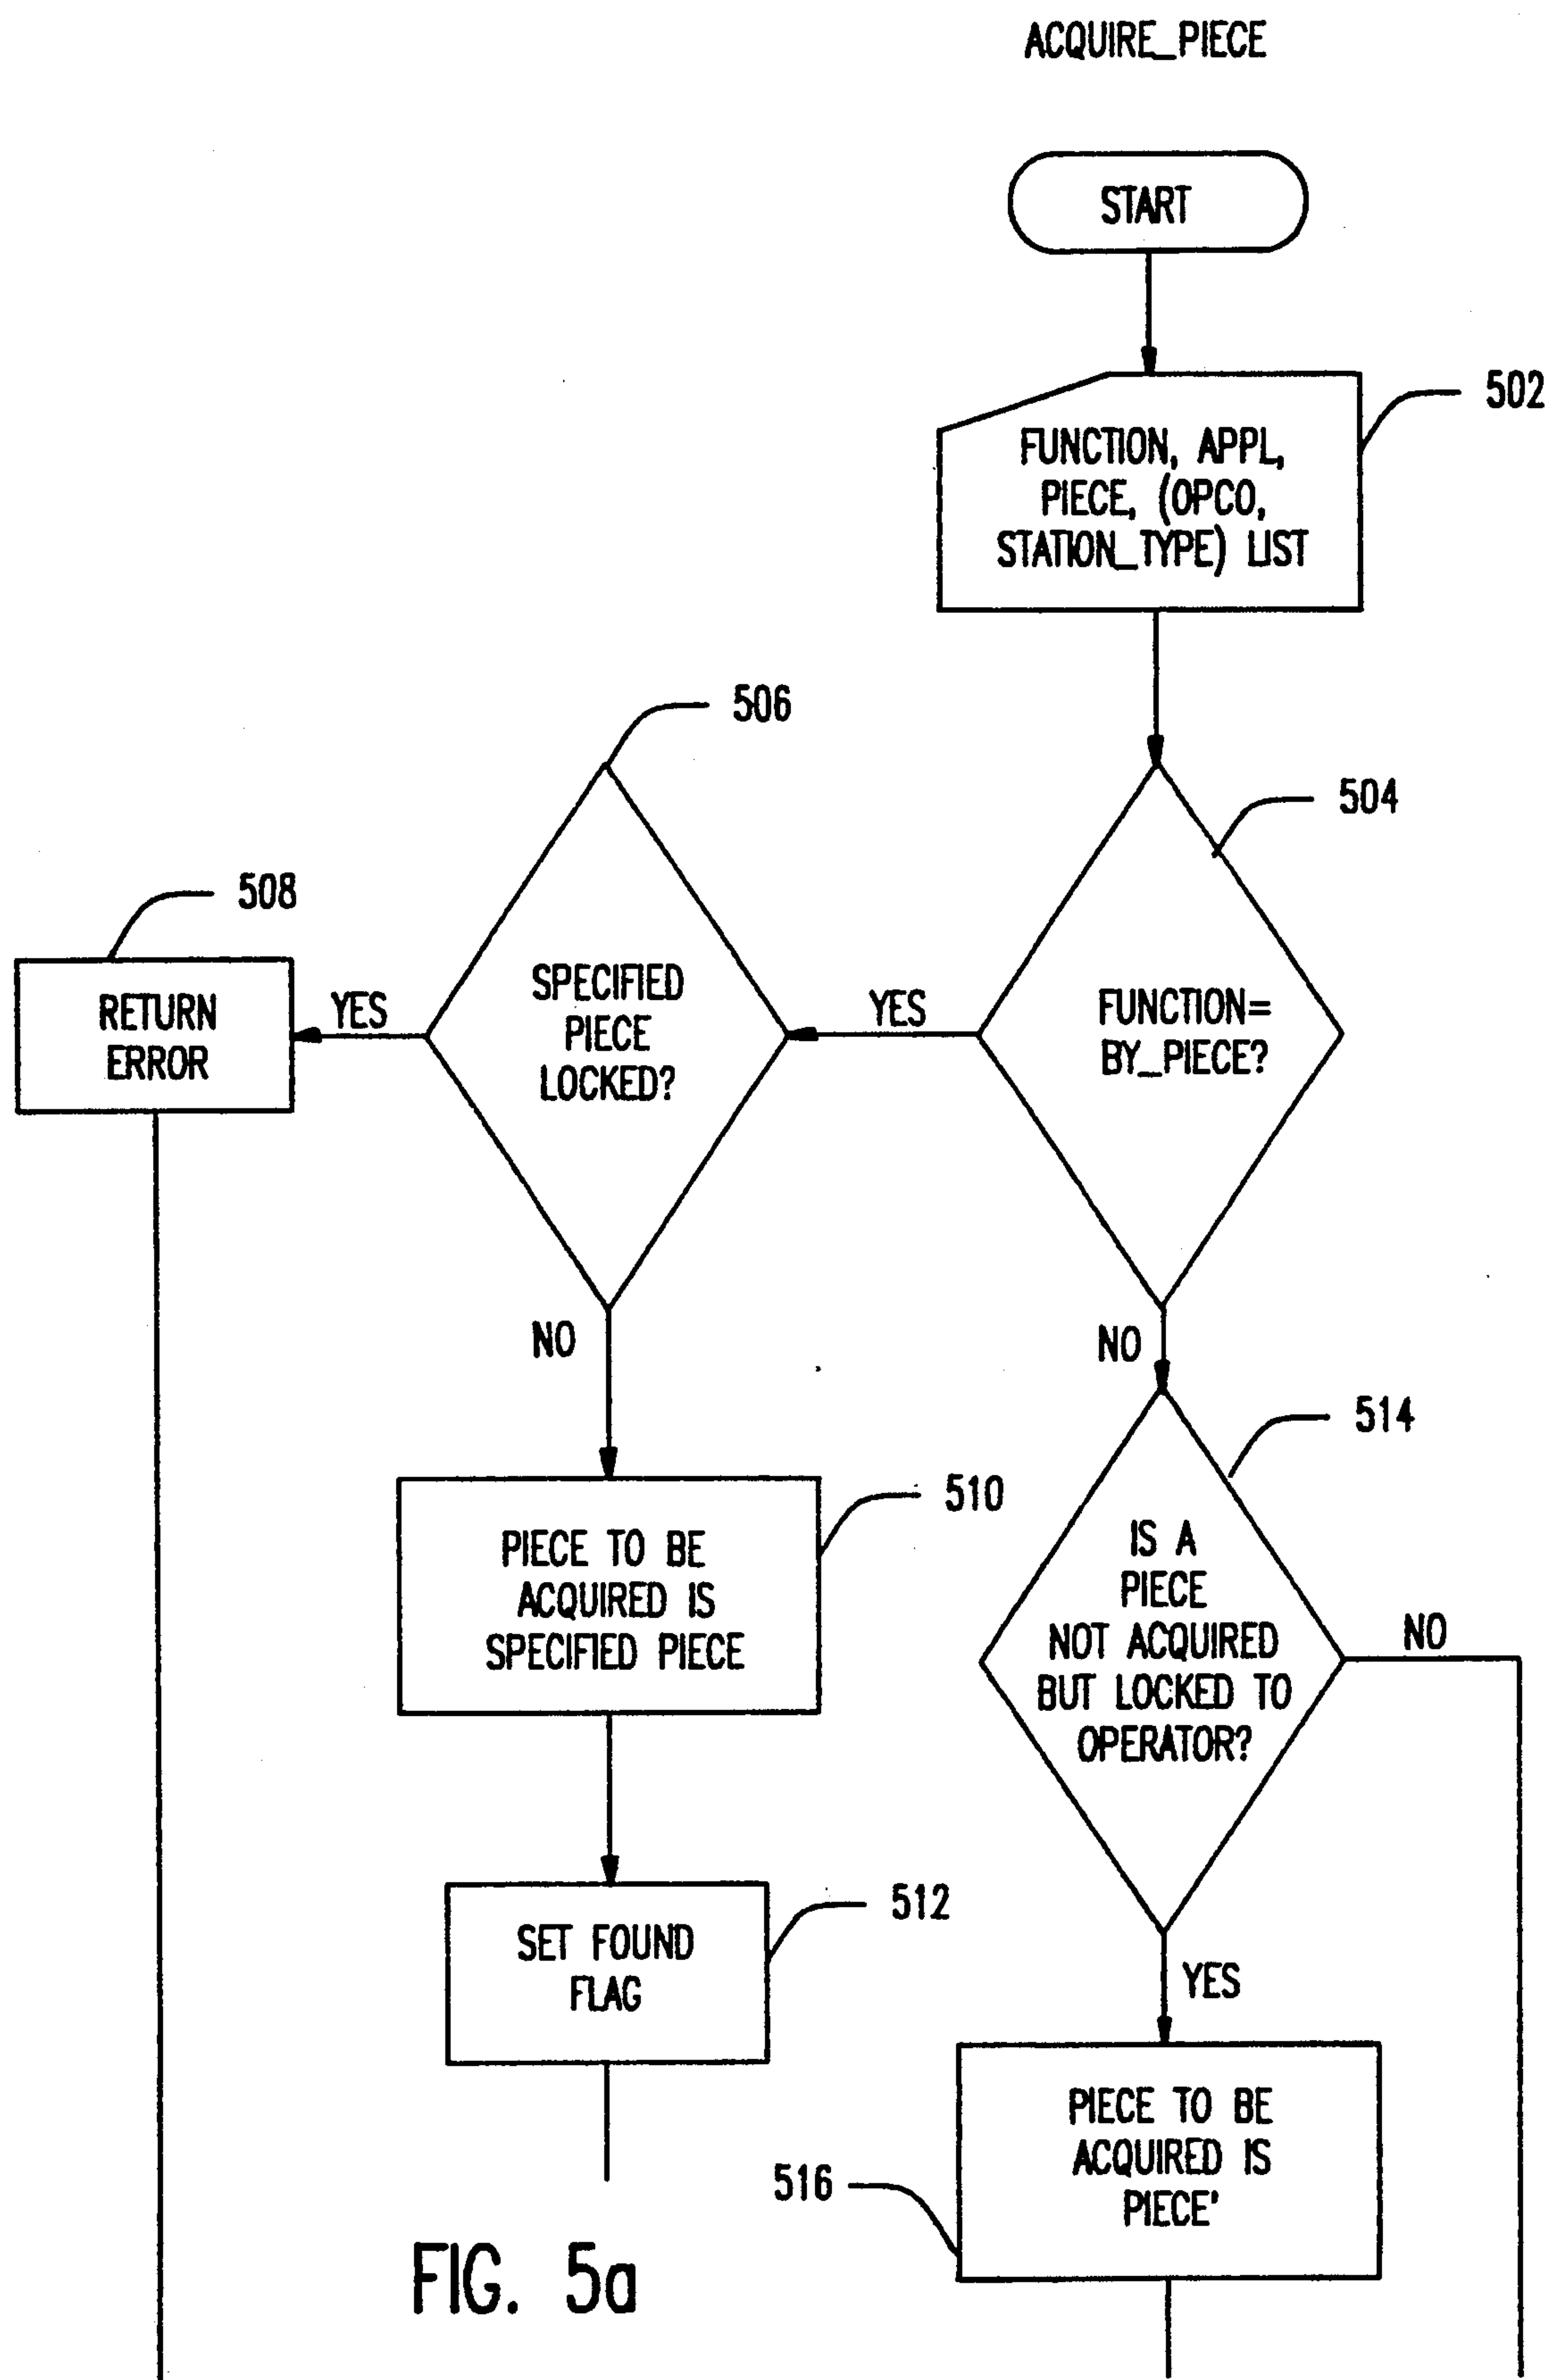 ACQUIRE_PIECE
START
502
FUNCTION, APPL,
PIECE, (OPCO,
STATION_TYPE) LIST
506
504
508
SPECIFIED
PIECE
LOCKED?
YES
YES
FUNCTION=
BY_PIECE?
RETURN
ERROR
NO
NO
514
510
PIECE TO BE
ACQUIRED IS
SPECIFIED PIECE
IS A
PIECE
NOT ACQUIRED
BUT LOCKED TO
OPERATOR?
NO
512
SET FOUND
FLAG
YES
PIECE TO BE
ACQUIRED IS
PIECE'
516
FIG. 5a